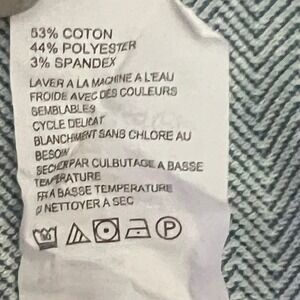 53% COTON
44% POLYESTER
3% SPANDEX
LAVER A LA MACHINE A L'EAU
FROIDE AVEC DES COULEURS
SEMBLABLES
CYCLE DELICAT
BLANCHIMENT SANS CHLORE AU
BESOIN
SECHER PAR CULBUTAGE A BASSE
TEMPERATURE
A BASSE TEMPERATURE
NETTOYER A SEC
P